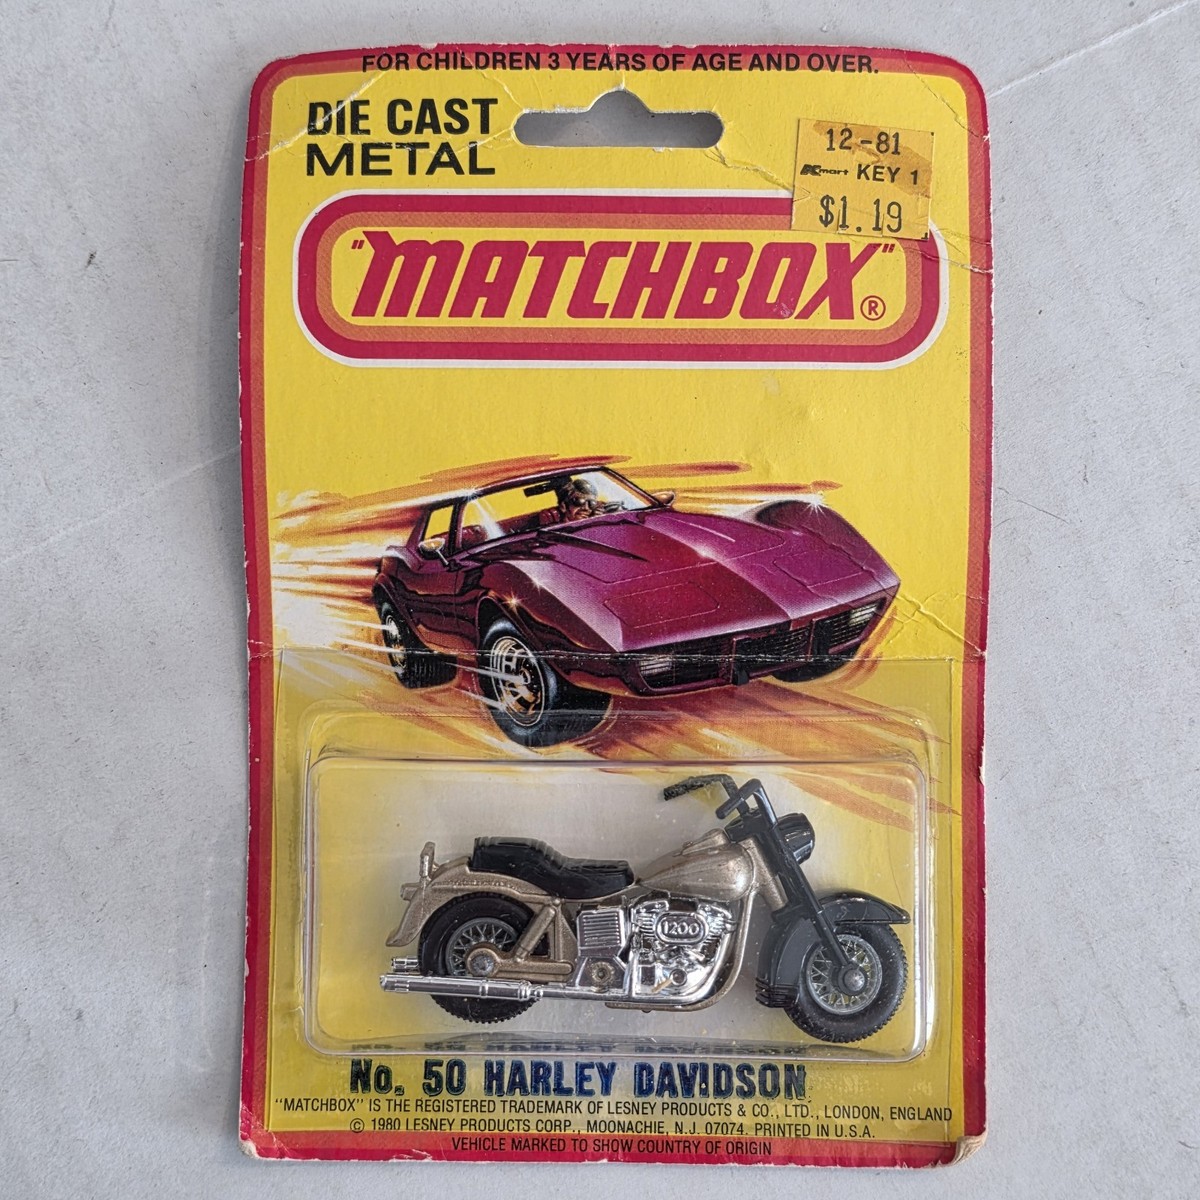 FOR CHILDREN 3 YEARS OF AGE AND OVER.
DIE CAST
METAL
12-81
Kmart KEY 1
$1.19
"MATCHBOX"®
1200
No. 50 HARLEY DAVIDSON
"MATCHBOX" IS THE REGISTERED TRADEMARK OF LESNEY PRODUCTS & CO., LTD., LONDON, ENGLAND
© 1980 LESNEY PRODUCTS CORP., MOONACHIE, N.J. 07074. PRINTED IN U.S.A.
VEHICLE MARKED TO SHOW COUNTRY OF ORIGIN